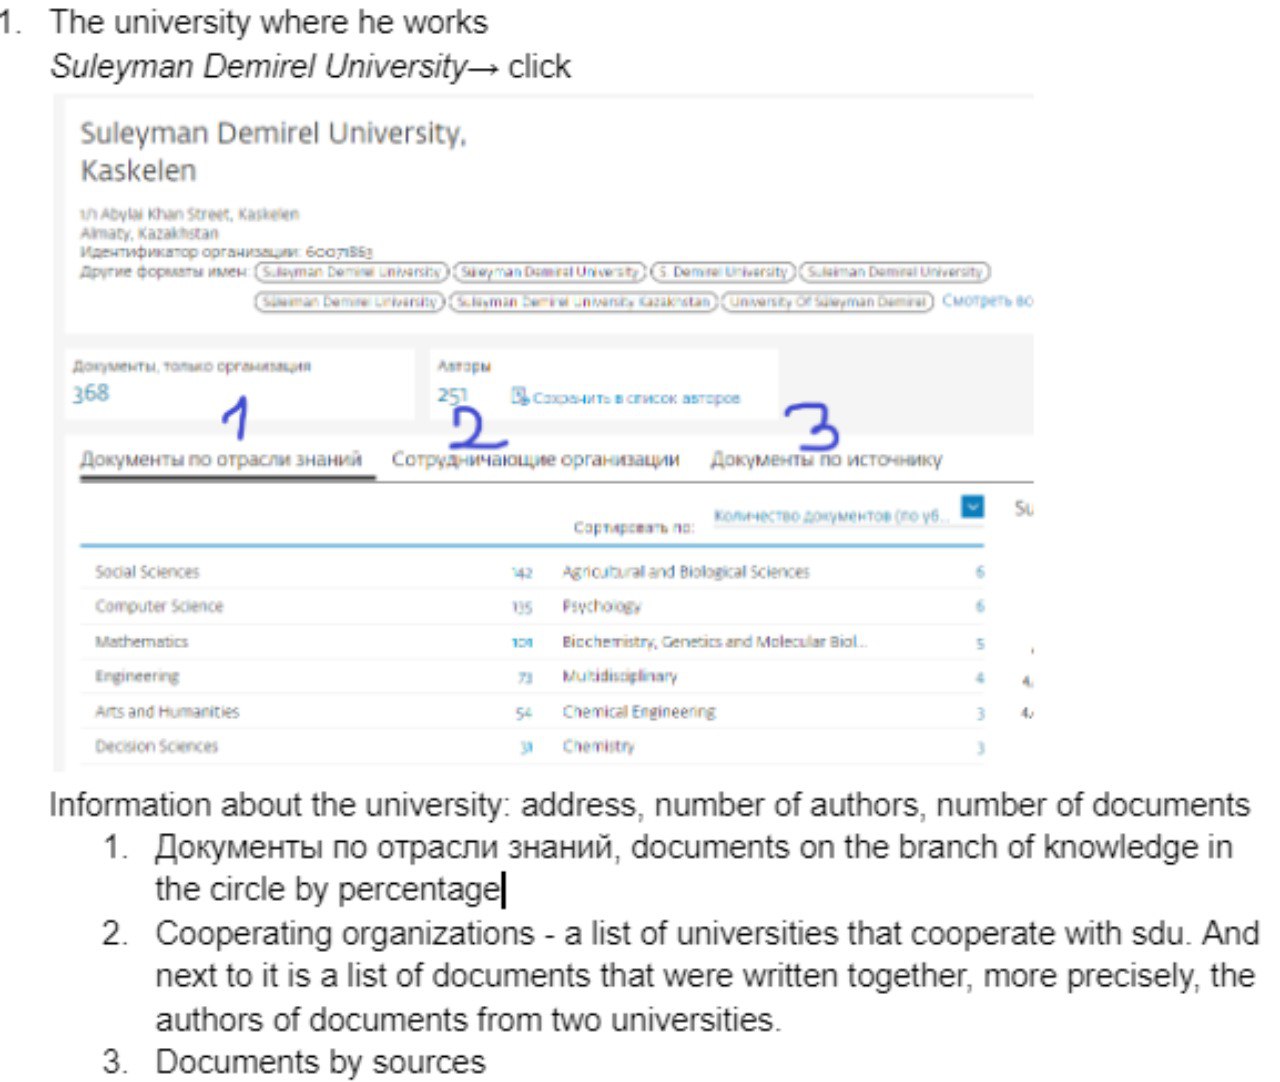 1. The university where he works
Suleyman Demirel University→ click
Suleyman Demirel University,
Kaskelen
1/1 Abylai Khan Street, Kaskelen
Almaty, Kazakhstan
Идентификатор организации: 60071863
Другие форматы имен: Suleyman Demirel University Suleyman Demirel University S. Demirel University Suleiman Demirel University
Suleiman Demirel University Suleyman Demirel University Kazakhstan University Of Suleyman Demirel Смотреть вс
Документы, только организация Авторы
368 251 Сохранить в список авторов
1 2 3
Документы по отрасли знаний Сотрудничающие организации Документы по источнику
Сортировать по: Количество документов (по уб... Su
Social Sciences 142 Agricultural and Biological Sciences 6
Computer Science 135 Psychology 6
Mathematics Biochemistry, Genetics and Molecular Biol... 5
Engineering 73 Multidisciplinary 4 4,
Arts and Humanities 54 Chemical Engineering 3 4,
Decision Sciences 31 Chemistry 3
Information about the university: address, number of authors, number of documents
1. Документы по отрасли знаний, documents on the branch of knowledge in
the circle by percentage
2. Cooperating organizations - a list of universities that cooperate with sdu. And
next to it is a list of documents that were written together, more precisely, the
authors of documents from two universities.
3. Documents by sources